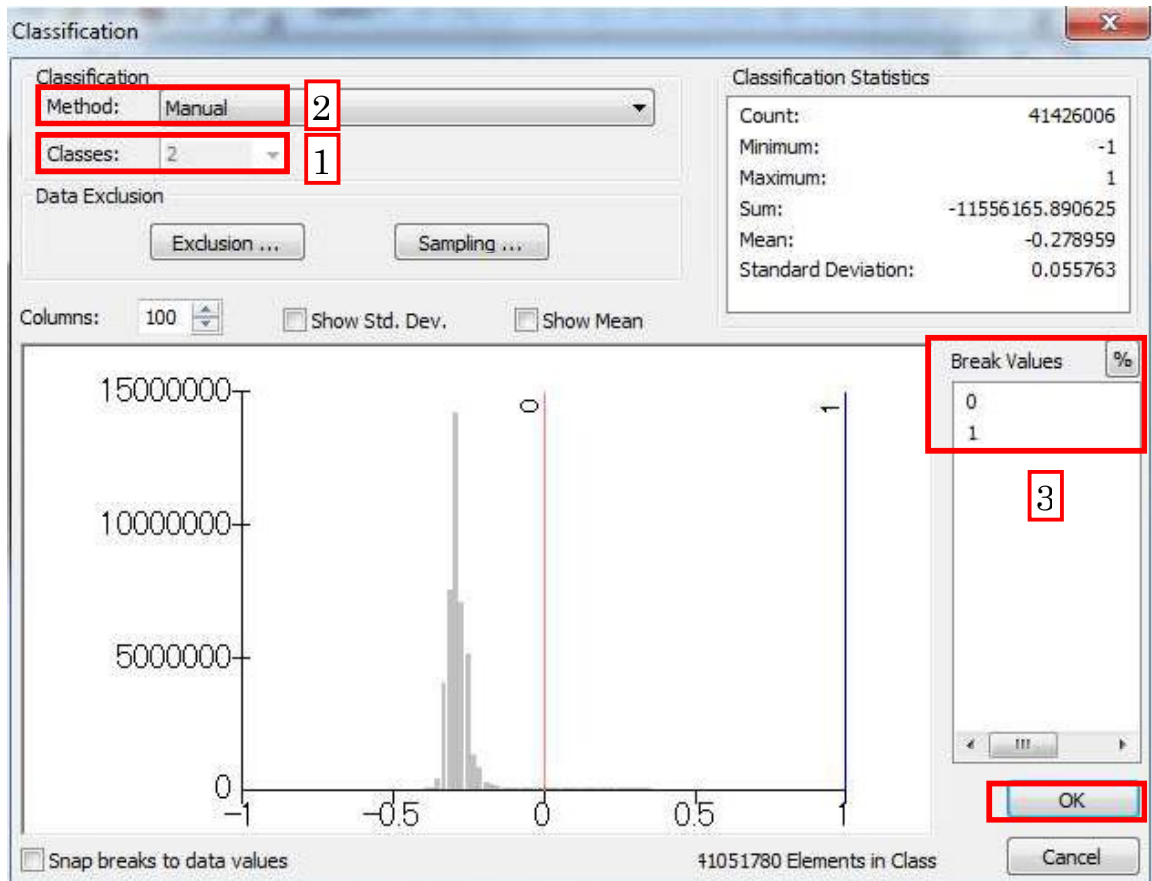 Classification
Classification
Method: Manual 2
Classes: 2 1
Data Exclusion
Exclusion ...
Sampling ...
Classification Statistics
Count: 41426006
Minimum: -1
Maximum: 1
Sum: -11556165.890625
Mean: -0.278959
Standard Deviation: 0.055763
Columns: 100
Show Std. Dev.
Show Mean
Break Values %
0
1
3
15000000
10000000
5000000
0
0
1
-1 -0.5 0 0.5 1
OK
Cancel
Snap breaks to data values
41051780 Elements in Class